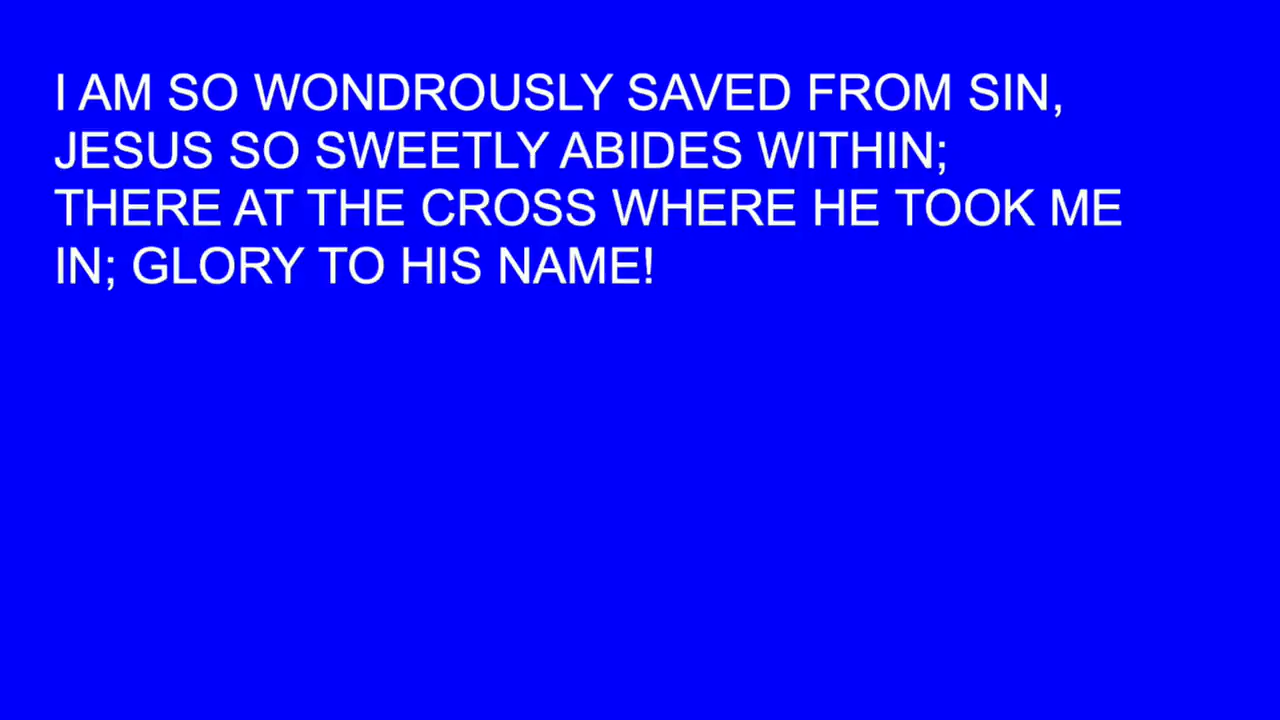 I AM SO WONDROUSLY SAVED FROM SIN,
JESUS SO SWEETLY ABIDES WITHIN;
THERE AT THE CROSS WHERE HE TOOK ME
IN; GLORY TO HIS NAME!